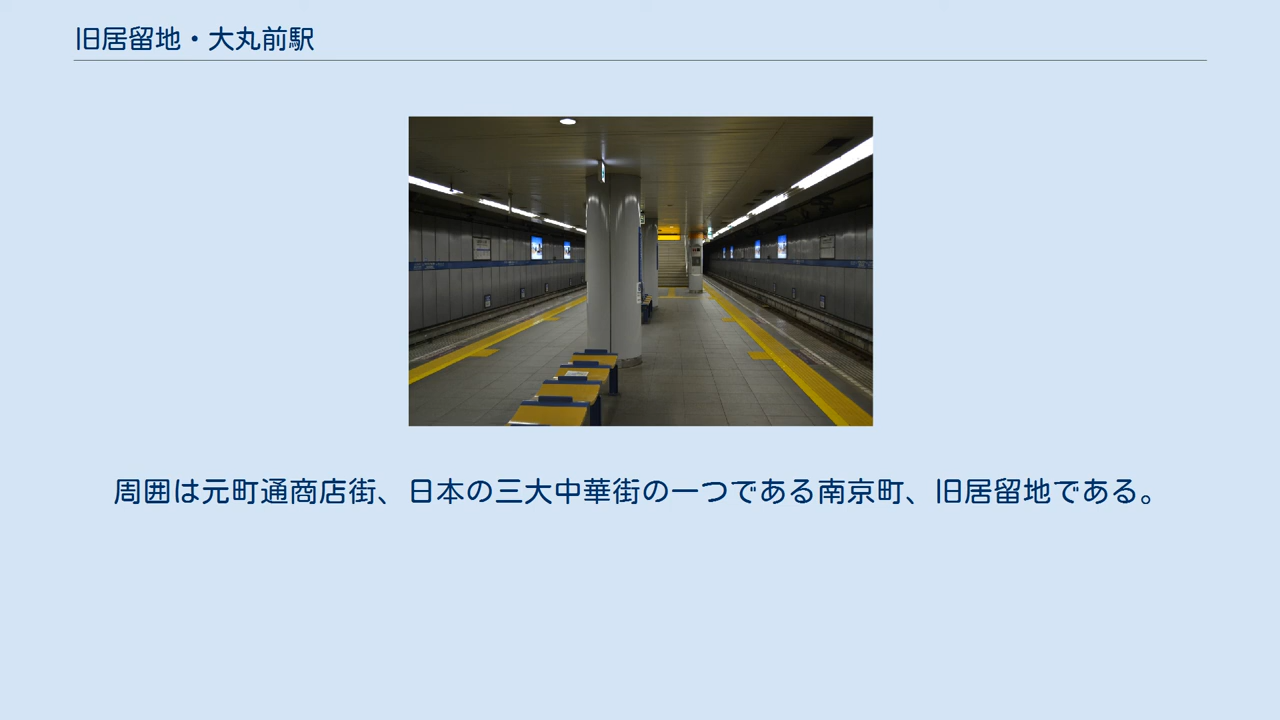 旧居留地・大丸前駅
周囲は元町通商店街、日本の三大中華街の一つである南京町、旧居留地である。